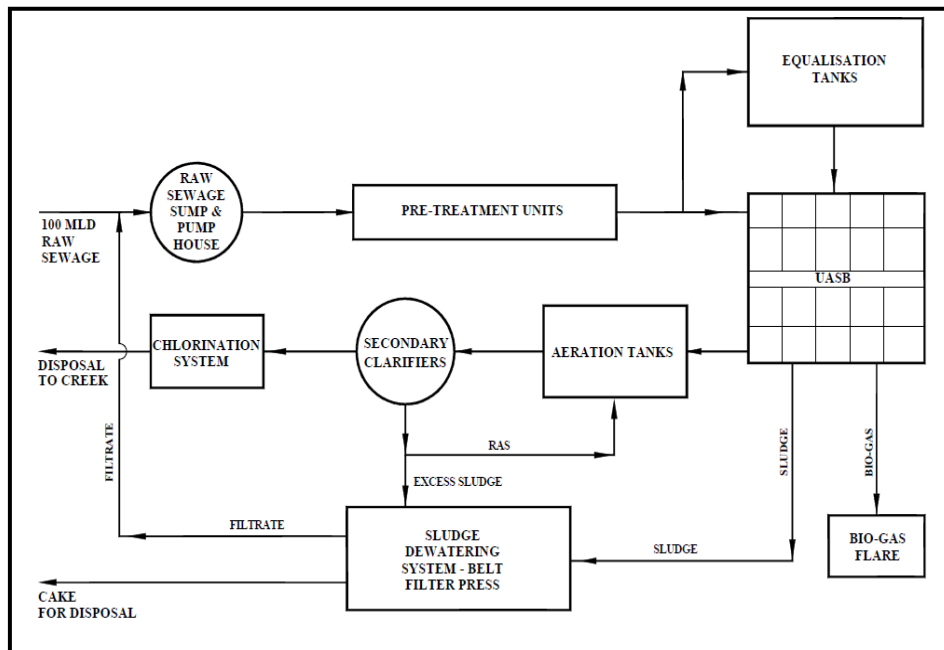 EQUALISATION
TANKS
RAW
SEWAGE
SUMP &
PUMP
HOUSE
PRE-TREATMENT UNITS
100 MLD
RAW
SEWAGE
UASB
CHLORINATION
SYSTEM
SECONDARY
CLARIFIERS
AERATION TANKS
DISPOSAL
TO CREEK
FILTRATE
RAS
SLUDGE
BIO-GAS
EXCESS SLUDGE
FILTRATE
SLUDGE
DEWATERING
SYSTEM - BELT
FILTER PRESS
SLUDGE
BIO-GAS
FLARE
CAKE
FOR DISPOSAL